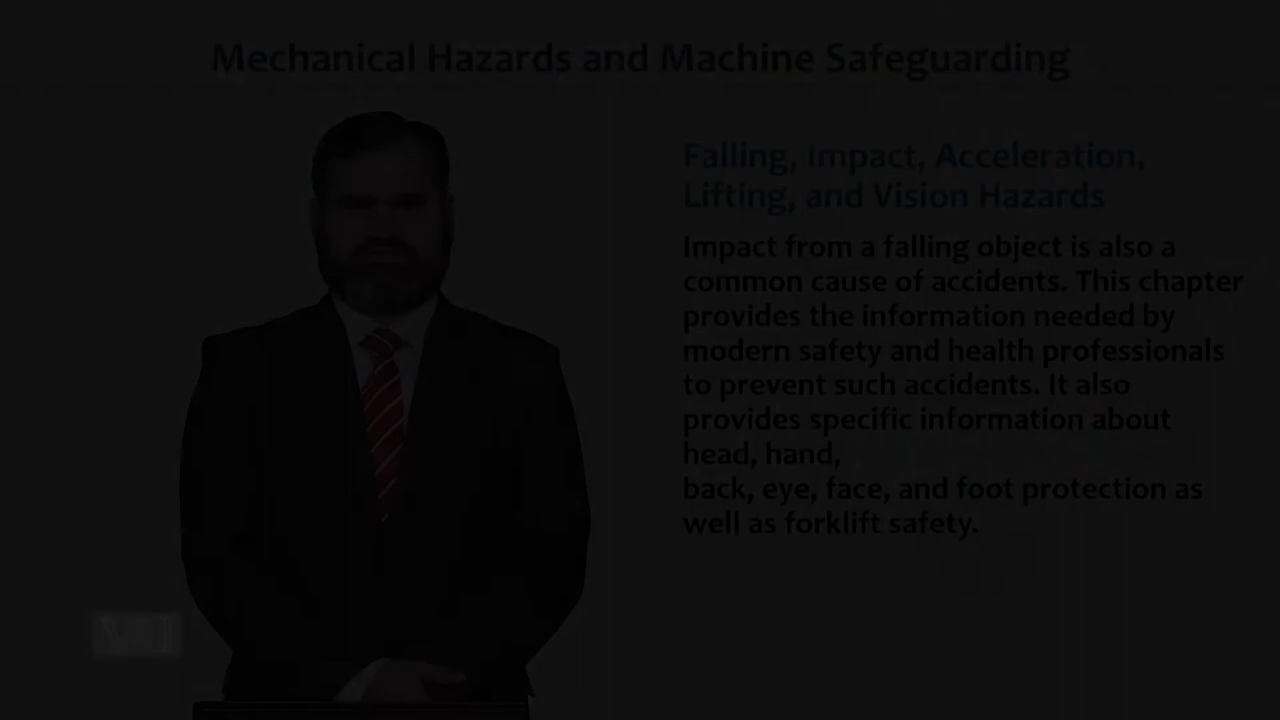 Mechanical Hazards and Machine Safeguarding
Falling, Impact, Acceleration,
Lifting, and Vision Hazards
Impact from a falling object is also a
common cause of accidents. This chapter
provides the information needed by
modern safety and health professionals
to prevent such accidents. It also
provides specific information about
head, hand,
back, eye, face, and foot protection as
well as forklift safety.